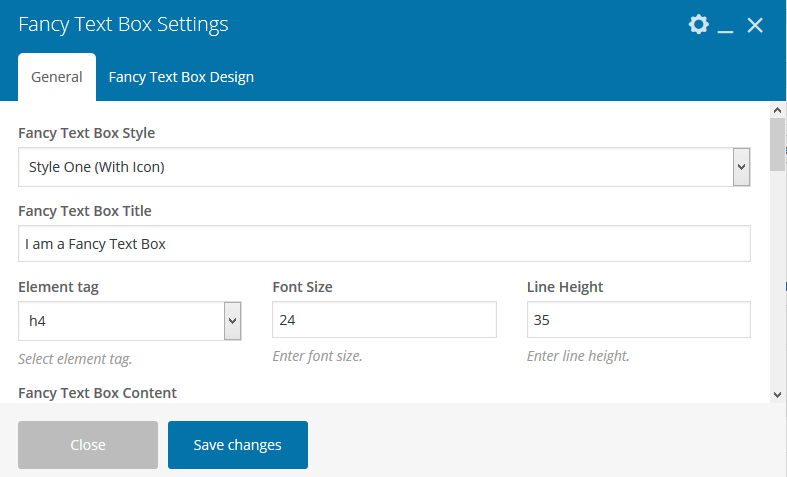 Fancy Text Box Settings
General Fancy Text Box Design
Fancy Text Box Style
Style One (With Icon)
Fancy Text Box Title
I am a Fancy Text Box
Element tag Font Size Line Height
h4 24 35
Select element tag. Enter font size. Enter line height.
Fancy Text Box Content
Close Save changes